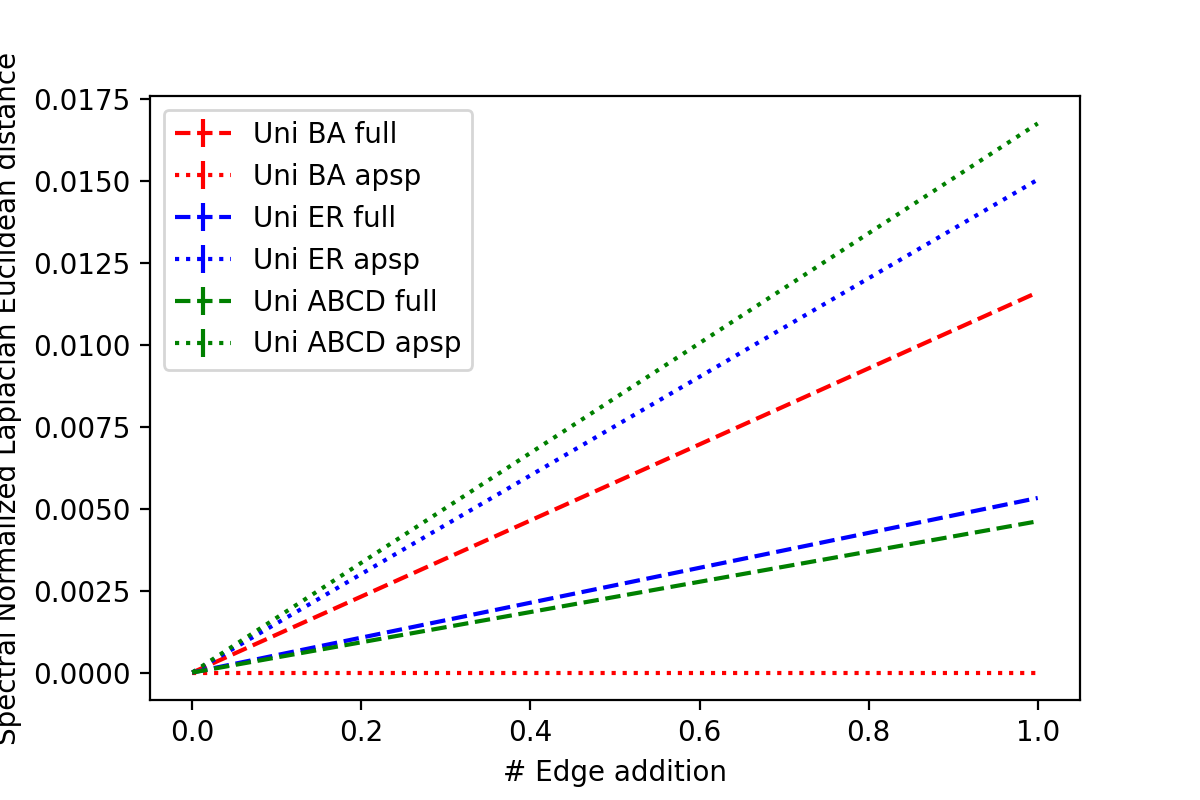 Spectral Normalized Laplacian Euclidean distance
0.0175
0.0150
0.0125
0.0100
0.0075
0.0050
0.0025
0.0000
Uni BA full
Uni BA apsp
Uni ER full
Uni ER apsp
Uni ABCD full
Uni ABCD apsp
0.0 0.2 0.4 0.6 0.8 1.0
# Edge addition